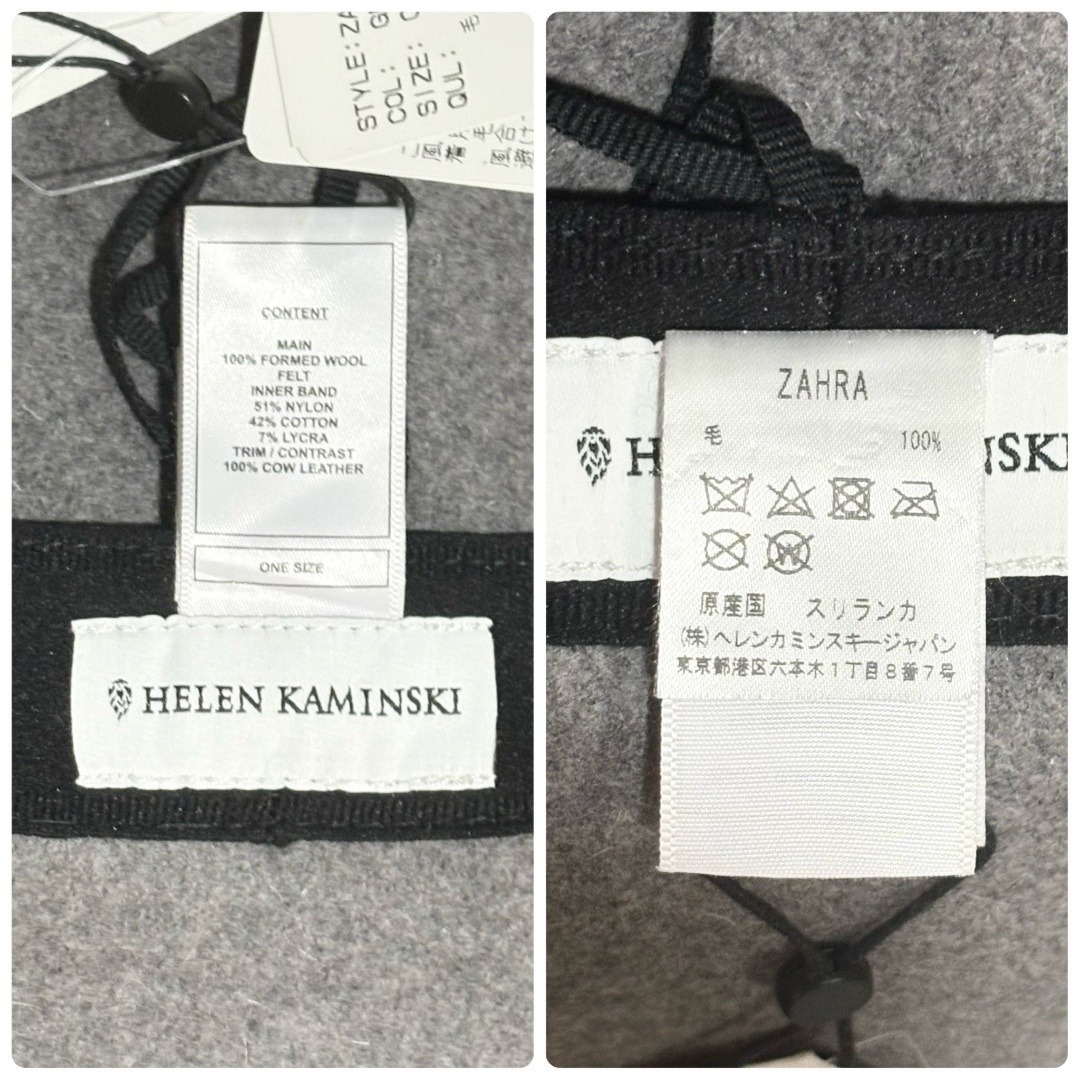 STYLE: ZA
COL: G
SIZE:
QUL: 毛
CONTENT
MAIN
100% FORMED WOOL
FELT
INNER BAND
51% NYLON
42% COTTON
7% LYCRA
TRIM / CONTRAST
100% COW LEATHER
ONE SIZE
HELEN KAMINSKI
ZAHRA
毛 100%
H NSKI
原産国 スリランカ
(株)ヘレンカミンスキージャパン
東京都港区六本木1丁目8番7号